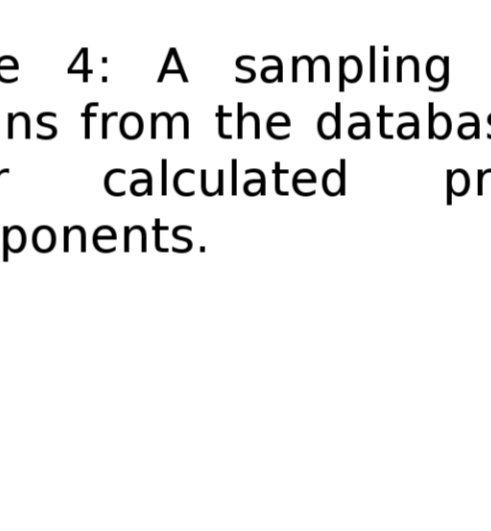 e 4: A sampling
ns from the databas
r calculated pr
ponents.